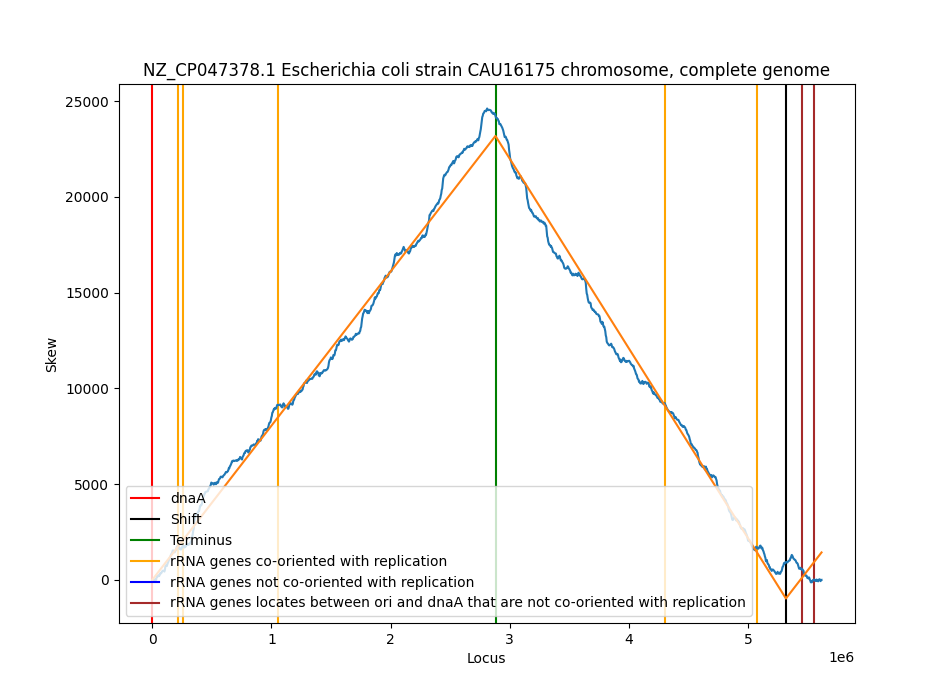 NZ_CP047378.1 Escherichia coli strain CAU16175 chromosome, complete genome
25000
20000
15000
10000
5000
0
Skew
dnaA
Shift
Terminus
rRNA genes co-oriented with replication
rRNA genes not co-oriented with replication
rRNA genes locates between ori and dnaA that are not co-oriented with replication
0 1 2 3 4 5
1e6
Locus